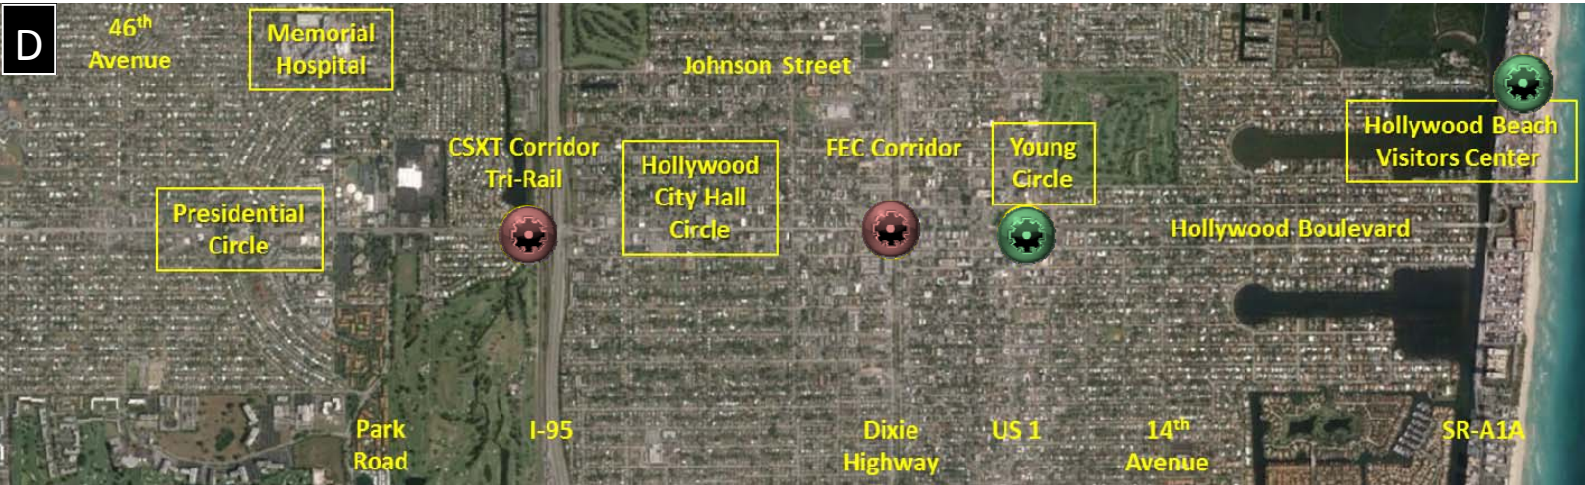 D
46th
Avenue
Memorial
Hospital
Johnson Street
Hollywood Beach
Visitors Center
CSXT Corridor
Tri-Rail
Hollywood
City Hall
Circle
FEC Corridor
Young
Circle
Presidential
Circle
Hollywood Boulevard
Park
Road
I-95
Dixie
Highway
US 1
14th
Avenue
SR-A1A